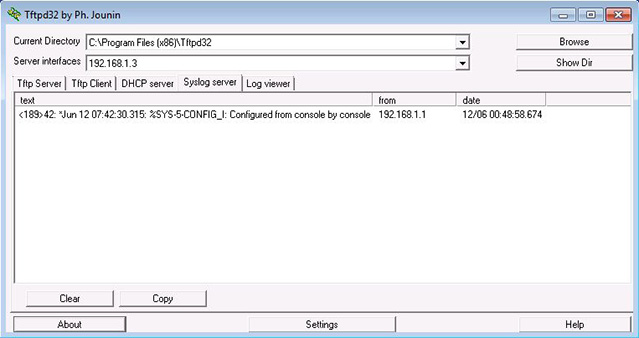 Tftpd32 by Ph. Jounin
Current Directory C:\Program Files (x86)\Tftpd32 Browse
Server interfaces 192.168.1.3 Show Dir
Tftp Server Tftp Client DHCP server Syslog server Log viewer
text from date
<189>42: *Jun 12 07:42:30.315: %SYS-5-CONFIG_I: Configured from console by console 192.168.1.1 12/06 00:48:58.674
Clear Copy
About Settings Help